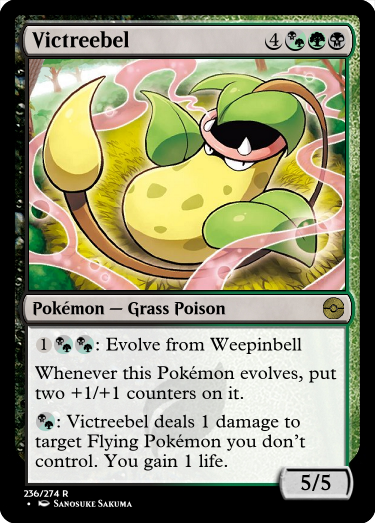 Victreebel 4
Pokémon — Grass Poison
1 : Evolve from Weepinbell
Whenever this Pokémon evolves, put
two +1/+1 counters on it.
: Victreebel deals 1 damage to
target Flying Pokémon you don't
control. You gain 1 life.
5/5
236/274 R
• Sanosuke Sakuma